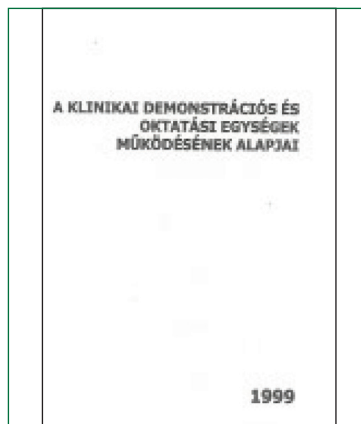 A KLINIKAI DEMONSTRÁCIÓS ÉS
OKTATÁSI EGYSÉGEK
MŰKÖDÉSÉNEK ALAPJAI
1999